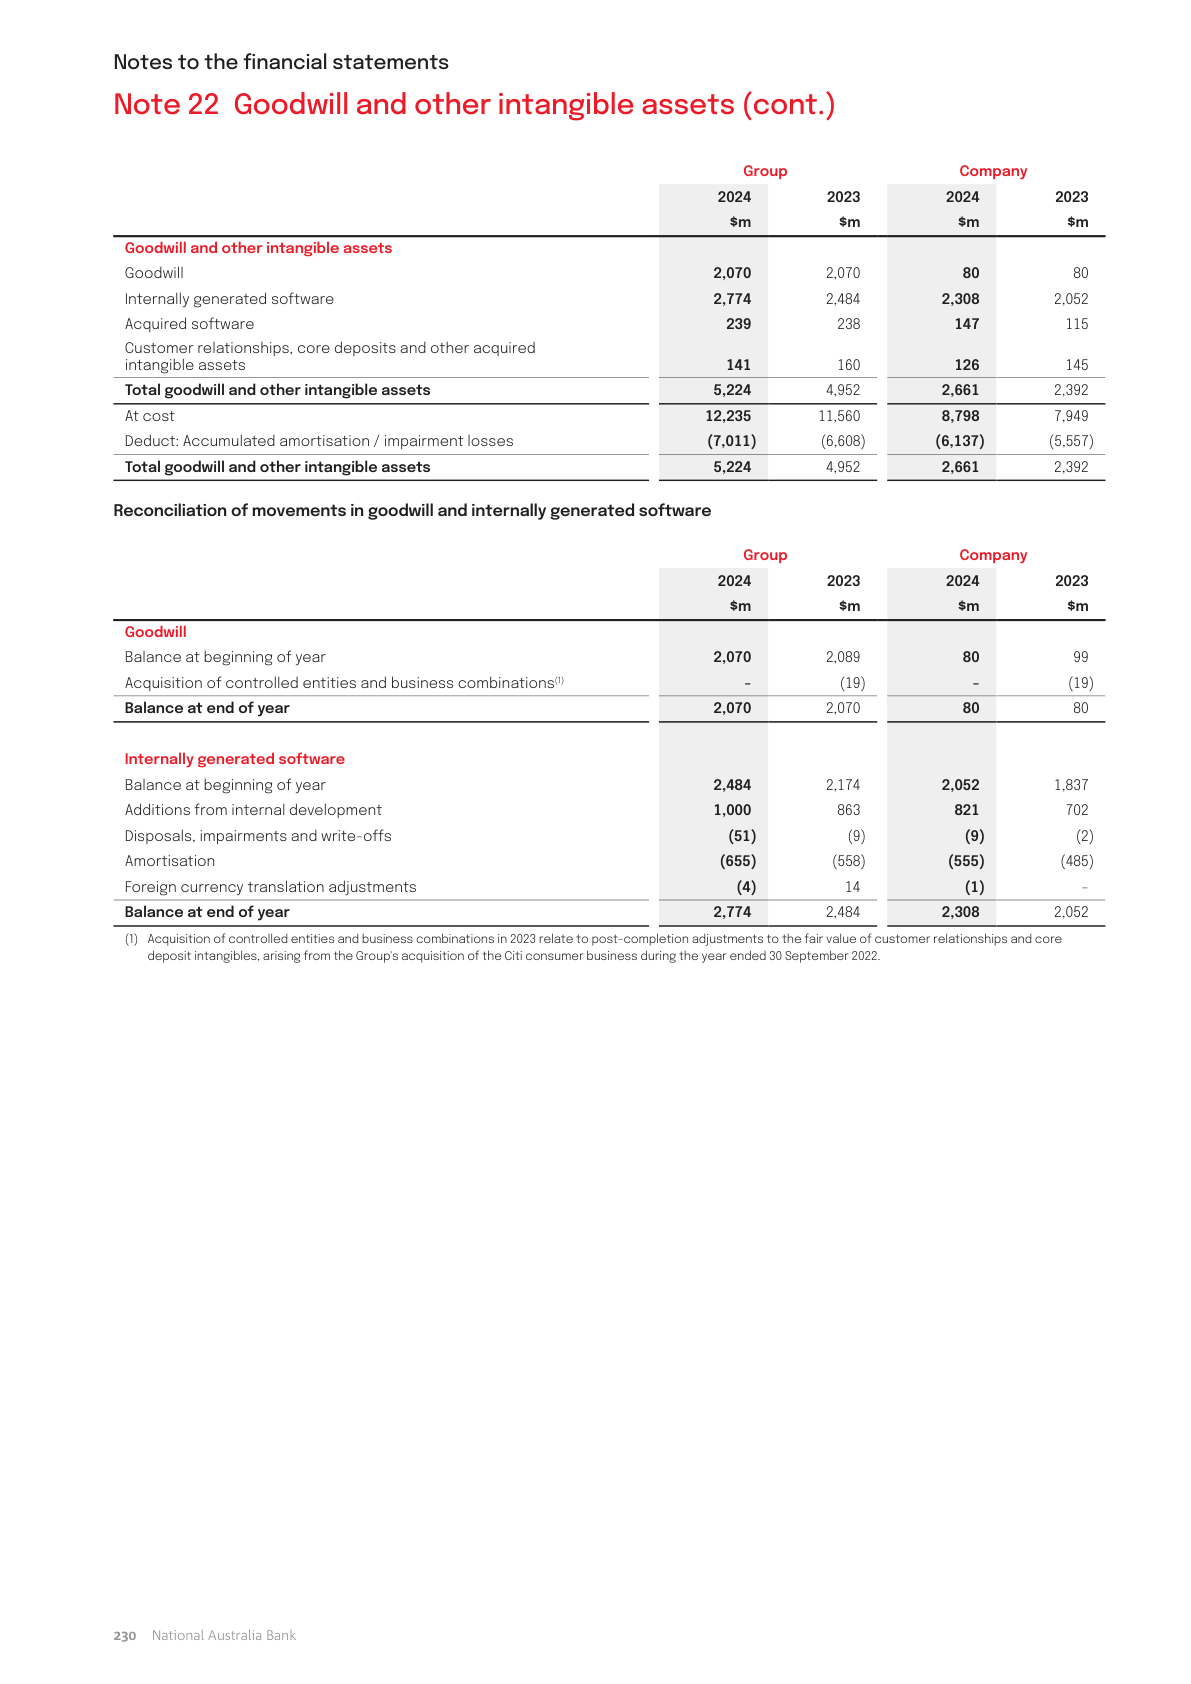 Notes to the financial statements
Note 22 Goodwill and other intangible assets (cont.)
Group Company
2024 2023 2024 2023
$m $m $m $m
Goodwill and other intangible assets
Goodwill 2,070 2,070 80 80
Internally generated software 2,774 2,484 2,308 2,052
Acquired software 239 238 147 115
Customer relationships, core deposits and other acquired
intangible assets 141 160 126 145
Total goodwill and other intangible assets 5,224 4,952 2,661 2,392
At cost 12,235 11,560 8,798 7,949
Deduct: Accumulated amortisation / impairment losses (7,011) (6,608) (6,137) (5,557)
Total goodwill and other intangible assets 5,224 4,952 2,661 2,392
Reconciliation of movements in goodwill and internally generated software
Group Company
2024 2023 2024 2023
$m $m $m $m
Goodwill
Balance at beginning of year 2,070 2,089 80 99
Acquisition of controlled entities and business combinations(1) – (19) – (19)
Balance at end of year 2,070 2,070 80 80
Internally generated software
Balance at beginning of year 2,484 2,174 2,052 1,837
Additions from internal development 1,000 863 821 702
Disposals, impairments and write-offs (51) (9) (9) (2)
Amortisation (655) (558) (555) (485)
Foreign currency translation adjustments (4) 14 (1) –
Balance at end of year 2,774 2,484 2,308 2,052
(1) Acquisition of controlled entities and business combinations in 2023 relate to post-completion adjustments to the fair value of customer relationships and core
deposit intangibles, arising from the Group's acquisition of the Citi consumer business during the year ended 30 September 2022.
230 National Australia Bank